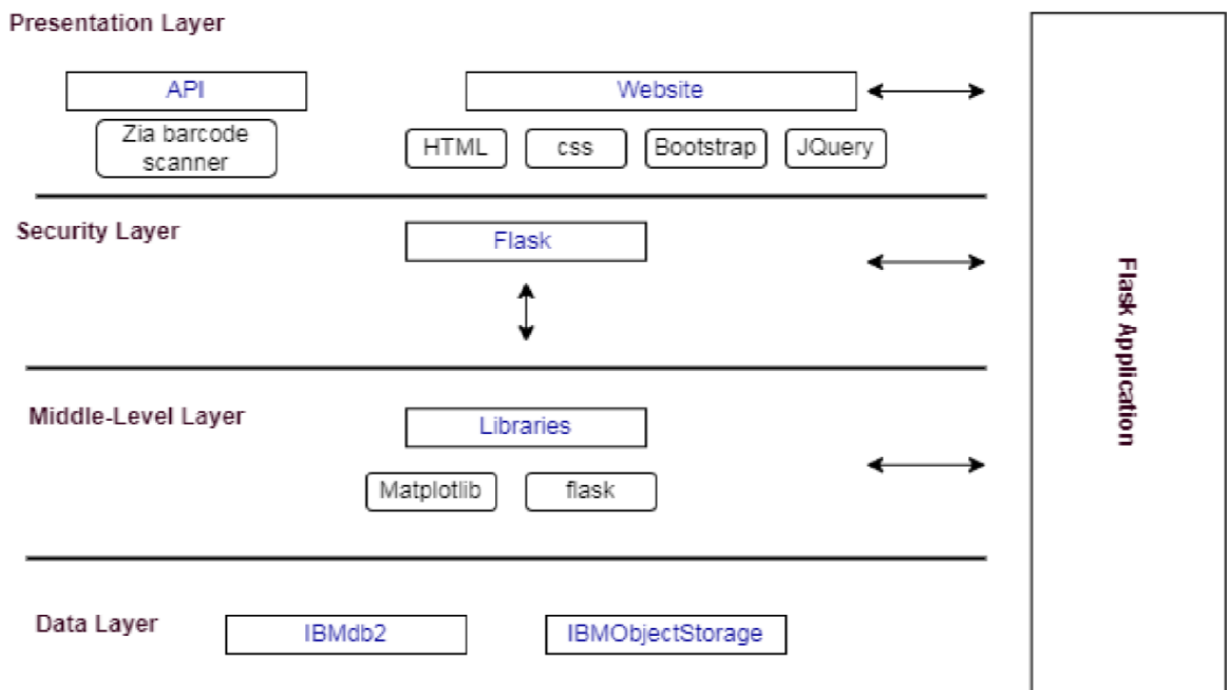 Presentation Layer
API
Website
Zia barcode
scanner
HTML
css
Bootstrap
JQuery
Security Layer
Flask
Middle-Level Layer
Libraries
Matplotlib
flask
Data Layer
IBMdb2
IBMObjectStorage
Flask Application